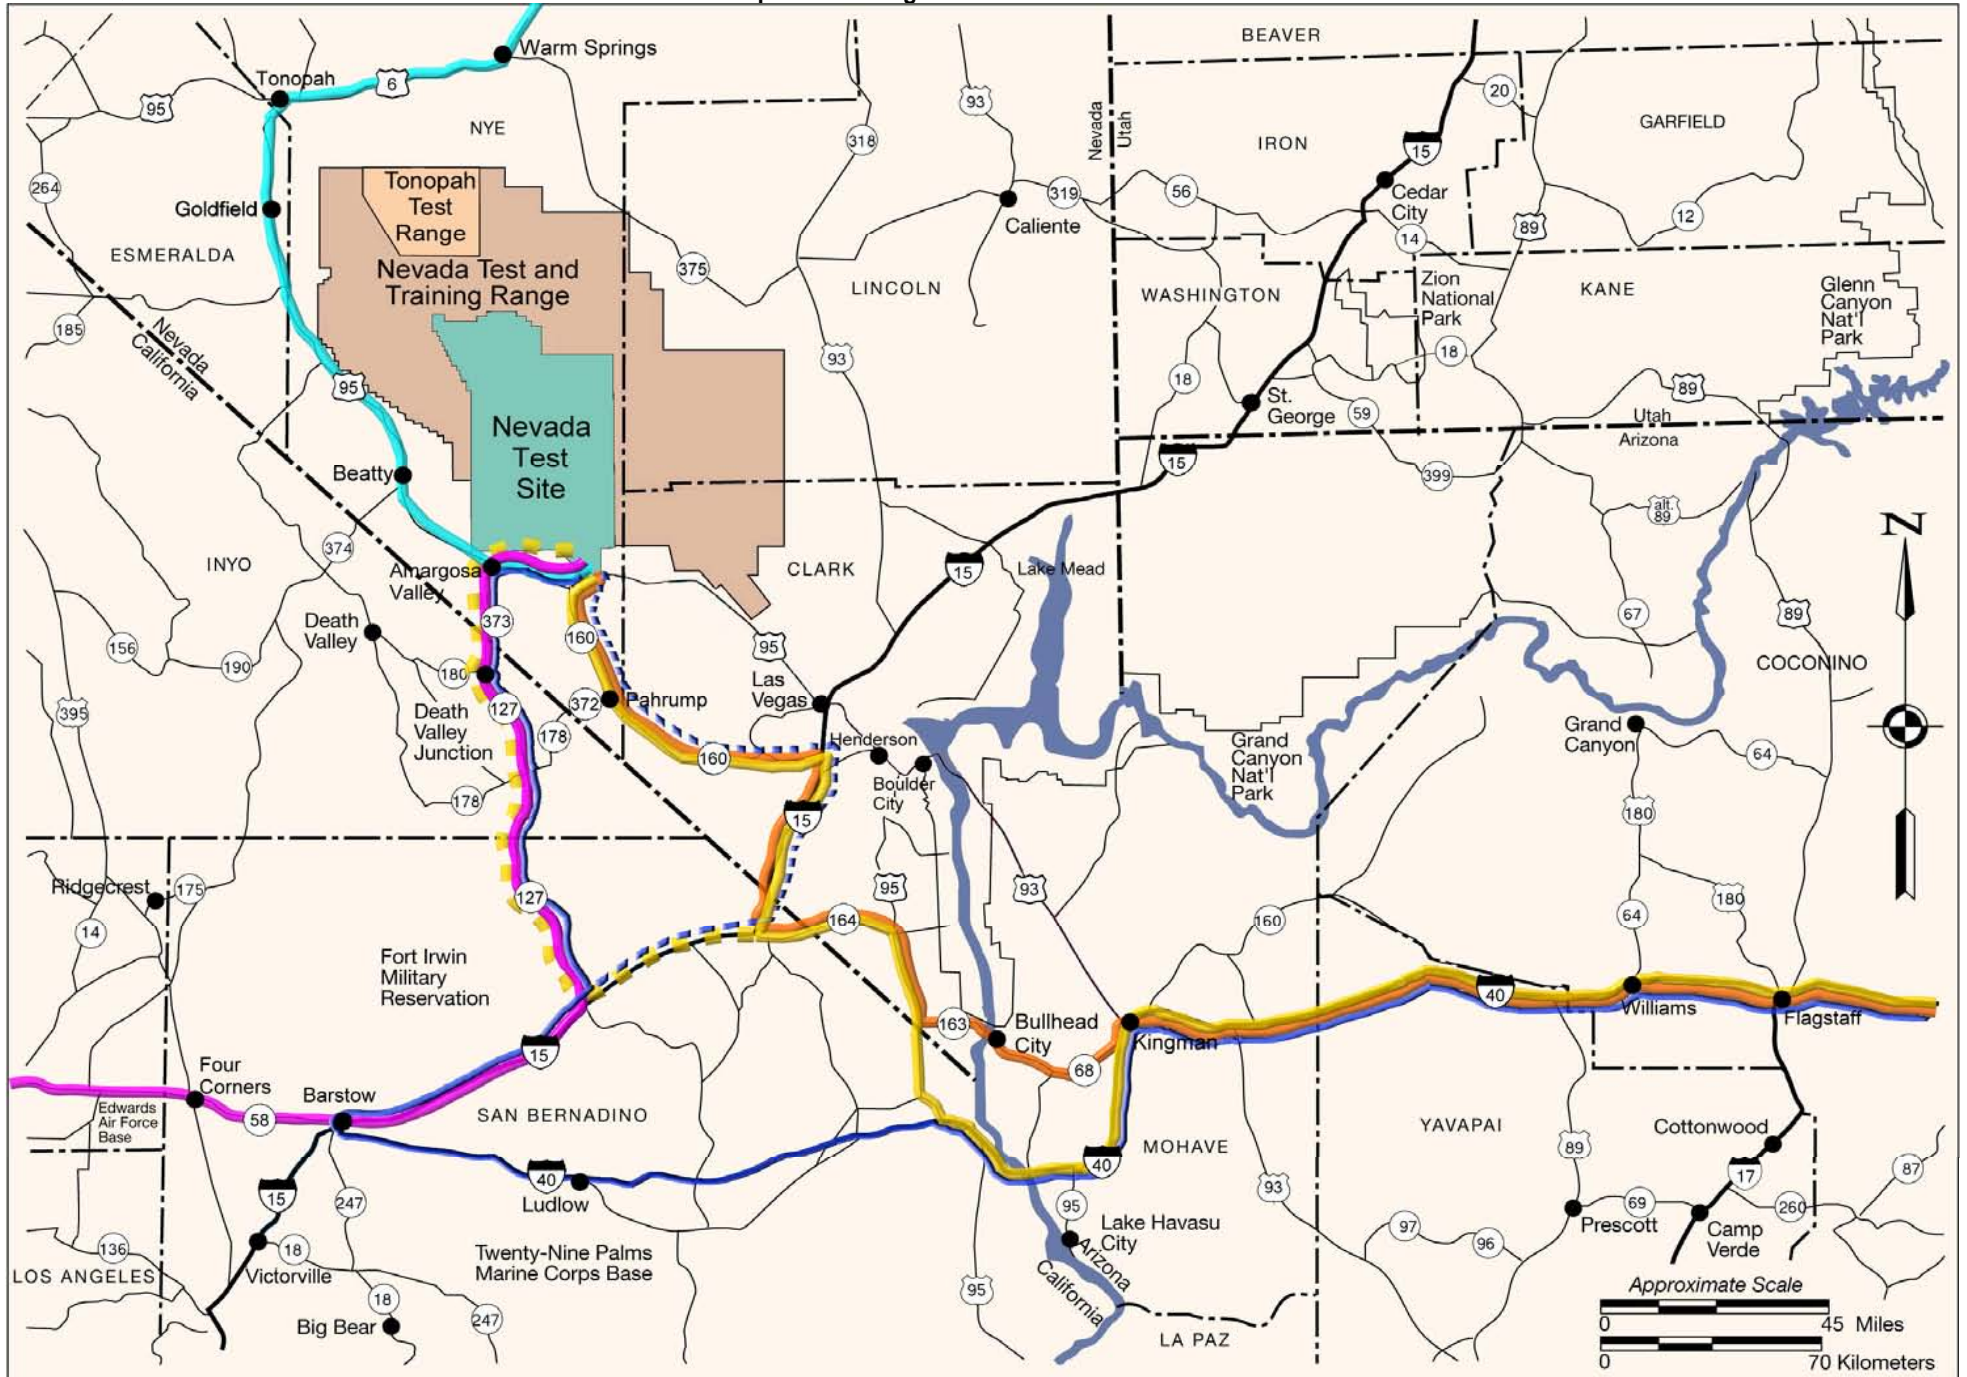 Warm Springs
Tonopah
6
95
NYE
BEAVER
20
93
318
Nevada
Utah
IRON
15
GARFIELD
264
Goldfield
Tonopah
Test
Range
Caliente
319
56
Cedar
City
14
89
12
ESMERALDA
Nevada Test and
Training Range
375
LINCOLN
WASHINGTON
Zion
National
Park
KANE
Glenn
Canyon
Nat'l
Park
185
Nevada
California
95
93
18
18
89
St.
George
59
Utah
Arizona
Nevada
Test
Site
Beatty
15
399
alt.
89
N
374
INYO
Amargosa
Valley
CLARK
15
Lake Mead
Death
Valley
373
160
95
67
89
156
190
180
COCONINO
395
127
372
Pahrump
Las
Vegas
Death
Valley
Junction
178
160
Henderson
Boulder
City
Grand
Canyon
Nat'l
Park
Grand
Canyon
64
178
15
180
Ridgecrest
175
127
95
93
160
180
64
14
164
Fort Irwin
Military
Reservation
40
Williams
Flagstaff
163
Bullhead
City
Kingman
15
68
Four
Corners
Barstow
Edwards
Air Force
Base
58
SAN BERNADINO
MOHAVE
YAVAPAI
Cottonwood
89
40
40
Ludlow
17
87
15
247
95
93
69
260
Prescott
Camp
Verde
Lake Havasu
City
97
96
136
18
Victorville
Twenty-Nine Palms
Marine Corps Base
LOS ANGELES
Arizona
California
95
18
247
Big Bear
LA PAZ
Approximate Scale
0 45 Miles
0 70 Kilometers